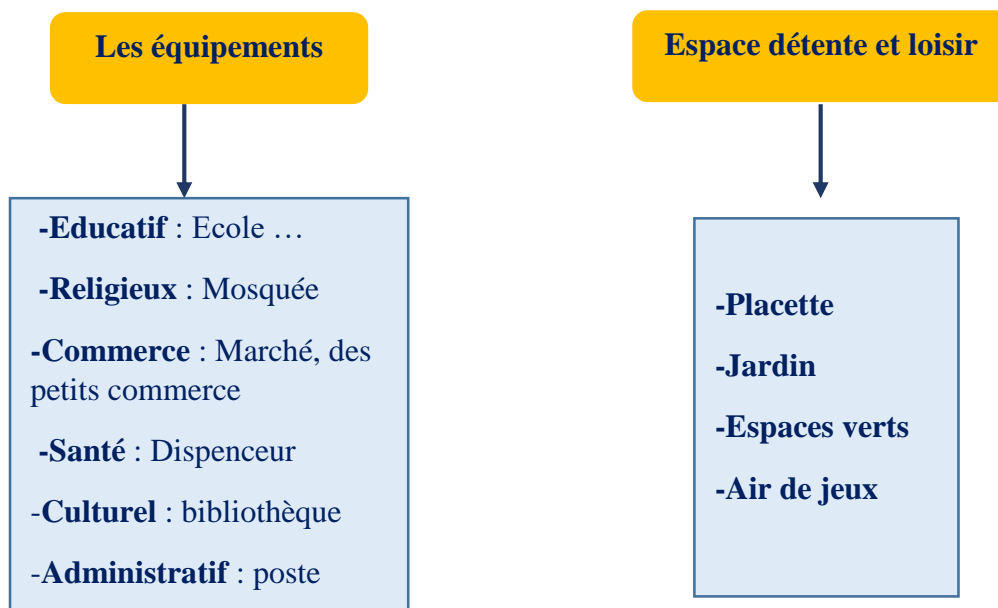 Les équipements
-Educatif : Ecole …
-Religieux : Mosquée
-Commerce : Marché, des
petits commerce
-Santé : Dispenceur
-Culturel : bibliothèque
-Administratif : poste
Espace détente et loisir
-Placette
-Jardin
-Espaces verts
-Air de jeux